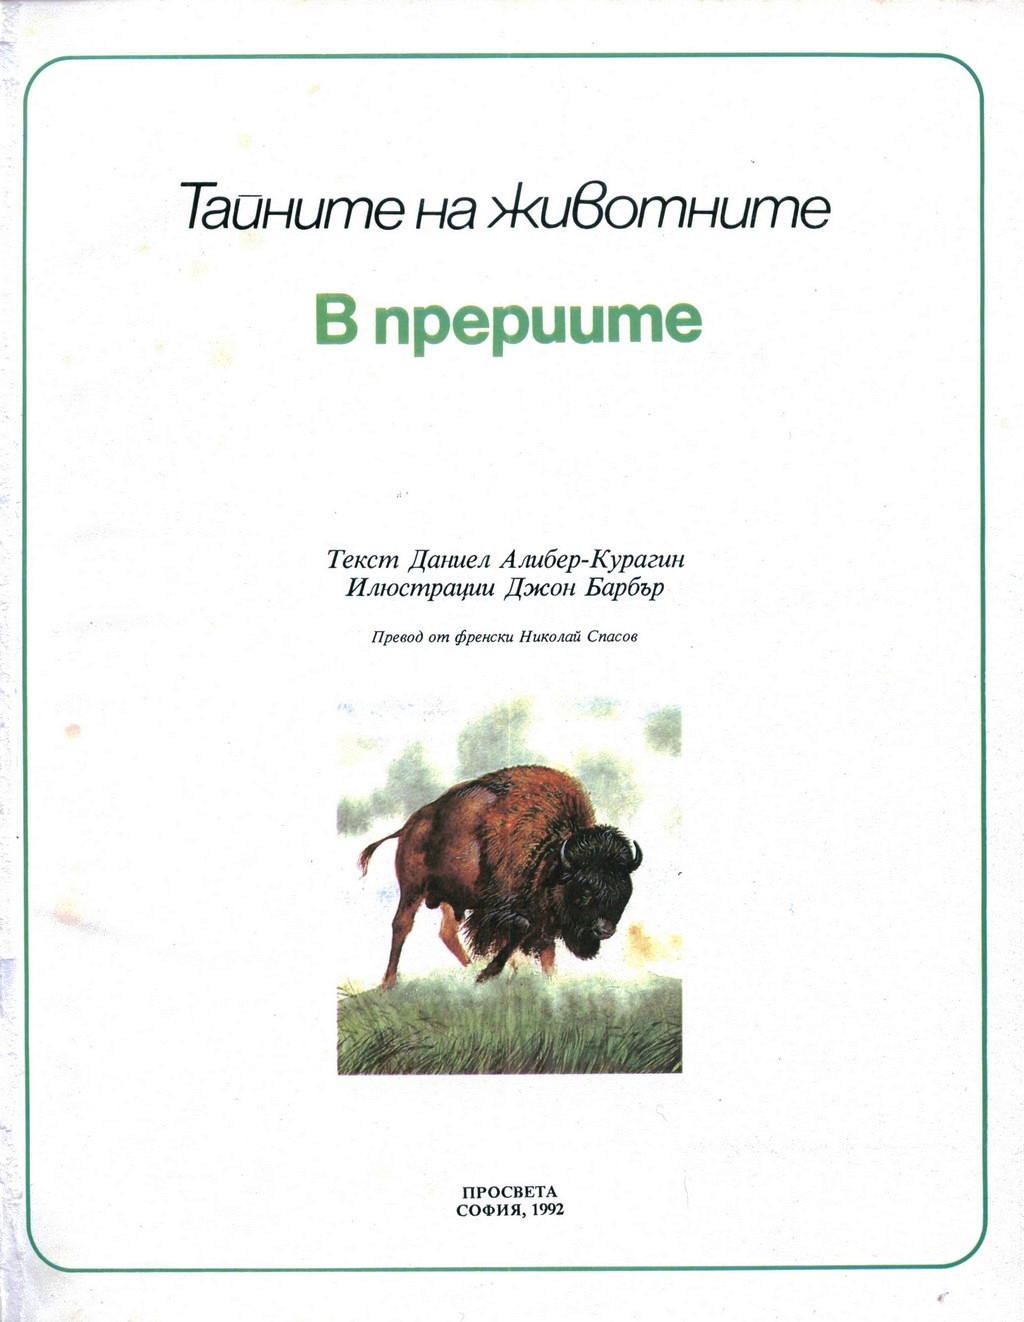 Тайните на животните
В прериите
Текст Даниел Алибер-Курагин
Илюстрации Джон Барбър
Превод от френски Николай Спасов
ПРОСВЕТА
СОФИЯ, 1992